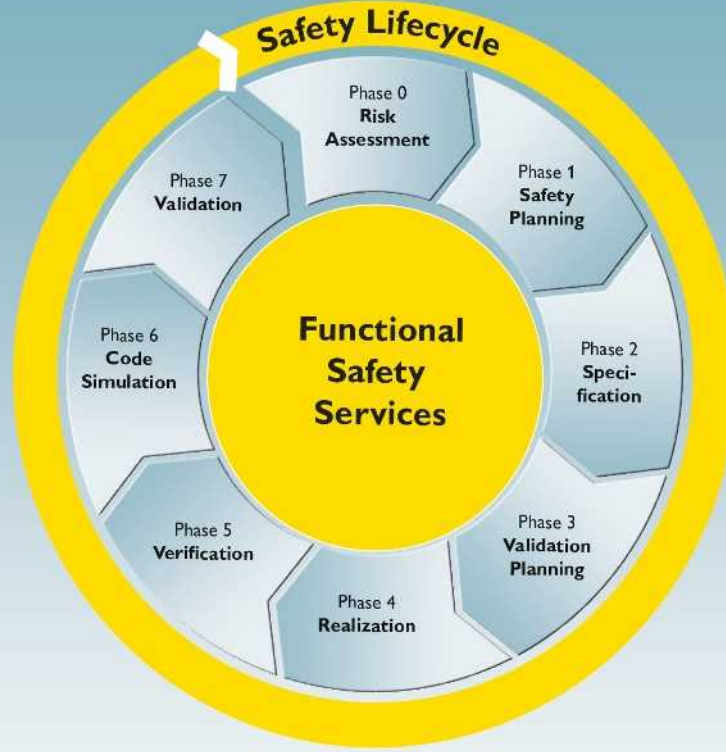 Safety Lifecycle
Phase 0
Risk
Assessment
Phase 1
Safety
Planning
Phase 2
Speci-
fication
Phase 3
Validation
Planning
Phase 4
Realization
Phase 5
Verification
Phase 6
Code
Simulation
Phase 7
Validation
Functional
Safety
Services